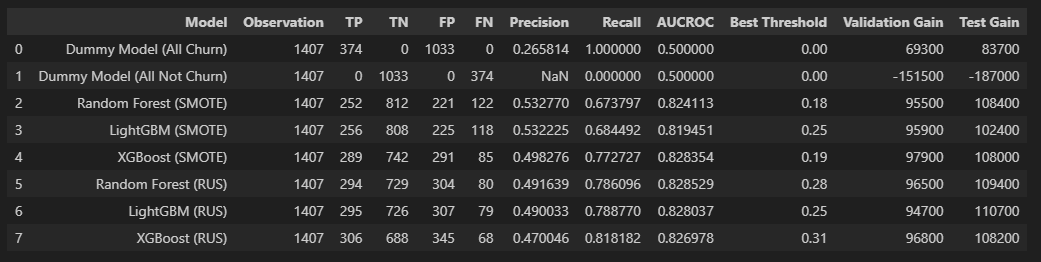 Model Observation TP TN FP FN Precision Recall AUCROC Best Threshold Validation Gain Test Gain
0 Dummy Model (All Churn) 1407 374 0 1033 0 0.265814 1.000000 0.500000 0.00 69300 83700
1 Dummy Model (All Not Churn) 1407 0 1033 0 374 NaN 0.000000 0.500000 0.00 -151500 -187000
2 Random Forest (SMOTE) 1407 252 812 221 122 0.532770 0.673797 0.824113 0.18 95500 108400
3 LightGBM (SMOTE) 1407 256 808 225 118 0.532225 0.684492 0.819451 0.25 95900 102400
4 XGBoost (SMOTE) 1407 289 742 291 85 0.498276 0.772727 0.828354 0.19 97900 108000
5 Random Forest (RUS) 1407 294 729 304 80 0.491639 0.786096 0.828529 0.28 96500 109400
6 LightGBM (RUS) 1407 295 726 307 79 0.490033 0.788770 0.828037 0.25 94700 110700
7 XGBoost (RUS) 1407 306 688 345 68 0.470046 0.818182 0.826978 0.31 96800 108200